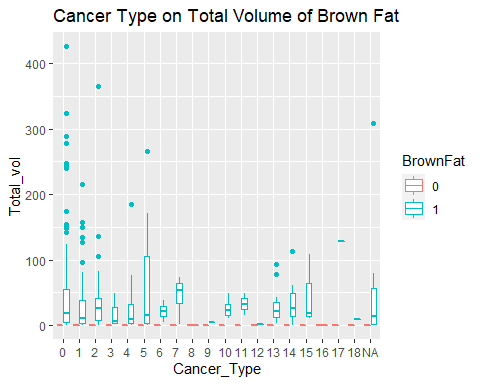 Cancer Type on Total Volume of Brown Fat
400
300
200
100
0
Total_vol
0 1 2 3 4 5 6 7 8 9 10 11 12 13 14 15 16 17 18 NA
Cancer_Type
BrownFat
0
1